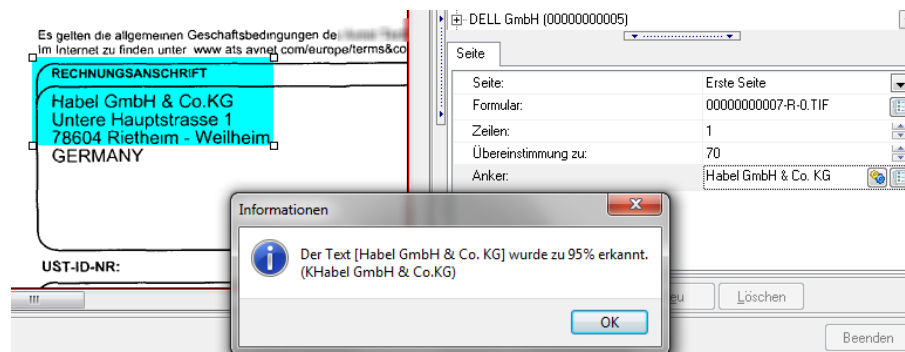 Es gelten die allgemeinen Geschaftsbedingungen de
Im Internet zu finden unter www ats avnet com/europe/terms&co
RECHNUNGSANSCHRIFT
Habel GmbH & Co.KG
Untere Hauptstrasse 1
78604 Rietheim - Weilheim
GERMANY
UST-ID-NR:
DELL GmbH (00000000005)
Seite
Seite: Erste Seite
Formular: 00000000007-R-0.TIF
Zeilen: 1
Übereinstimmung zu: 70
Anker: Habel GmbH & Co. KG
Informationen
Der Text [Habel GmbH & Co. KG] wurde zu 95% erkannt.
(KHabel GmbH & Co.KG)
OK
eu
Löschen
Beenden